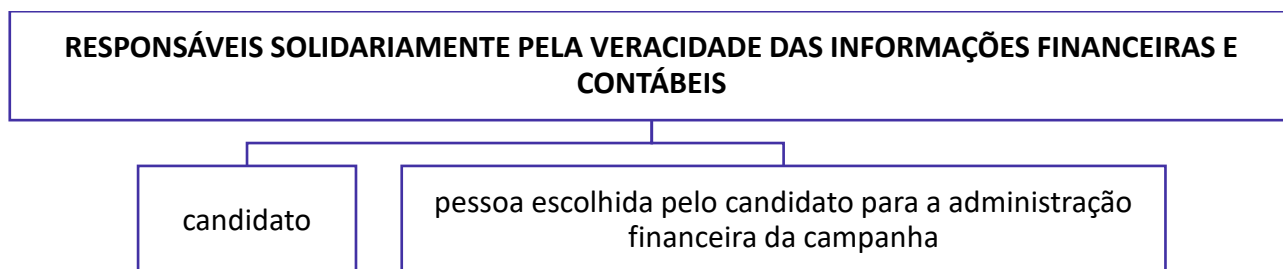 RESPONSÁVEIS SOLIDARIAMENTE PELA VERACIDADE DAS INFORMAÇÕES FINANCEIRAS E
CONTÁBEIS
candidato
pessoa escolhida pelo candidato para a administração
financeira da campanha